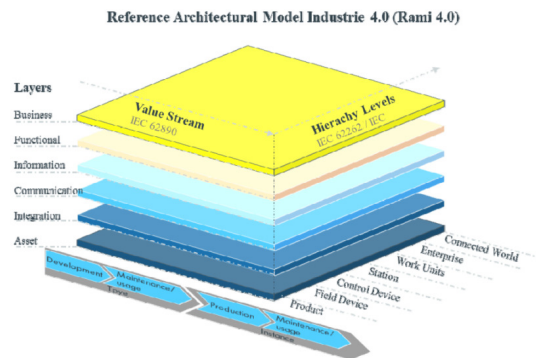 Reference Architectural Model Industrie 4.0 (Rami 4.0)
Layers
Business
Functional
Information
Communication
Integration
Asset
Value Stream
IEC 62890
Hierachy Levels
IEC 62262 / IEC
Development
Maintenance/
usage
Type
Production
Maintenance/
usage
Instance
Connected World
Enterprise
Work Units
Station
Control Device
Field Device
Product